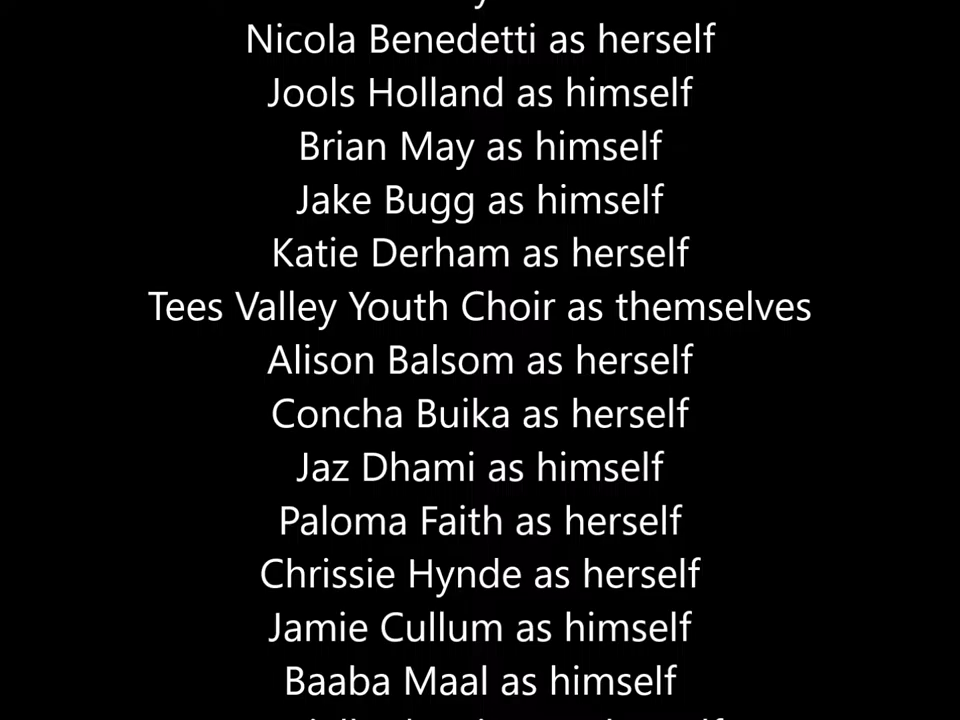 Nicola Benedetti as herself
Jools Holland as himself
Brian May as himself
Jake Bugg as himself
Katie Derham as herself
Tees Valley Youth Choir as themselves
Alison Balsom as herself
Concha Buika as herself
Jaz Dhami as himself
Paloma Faith as herself
Chrissie Hynde as herself
Jamie Cullum as himself
Baaba Maal as himself